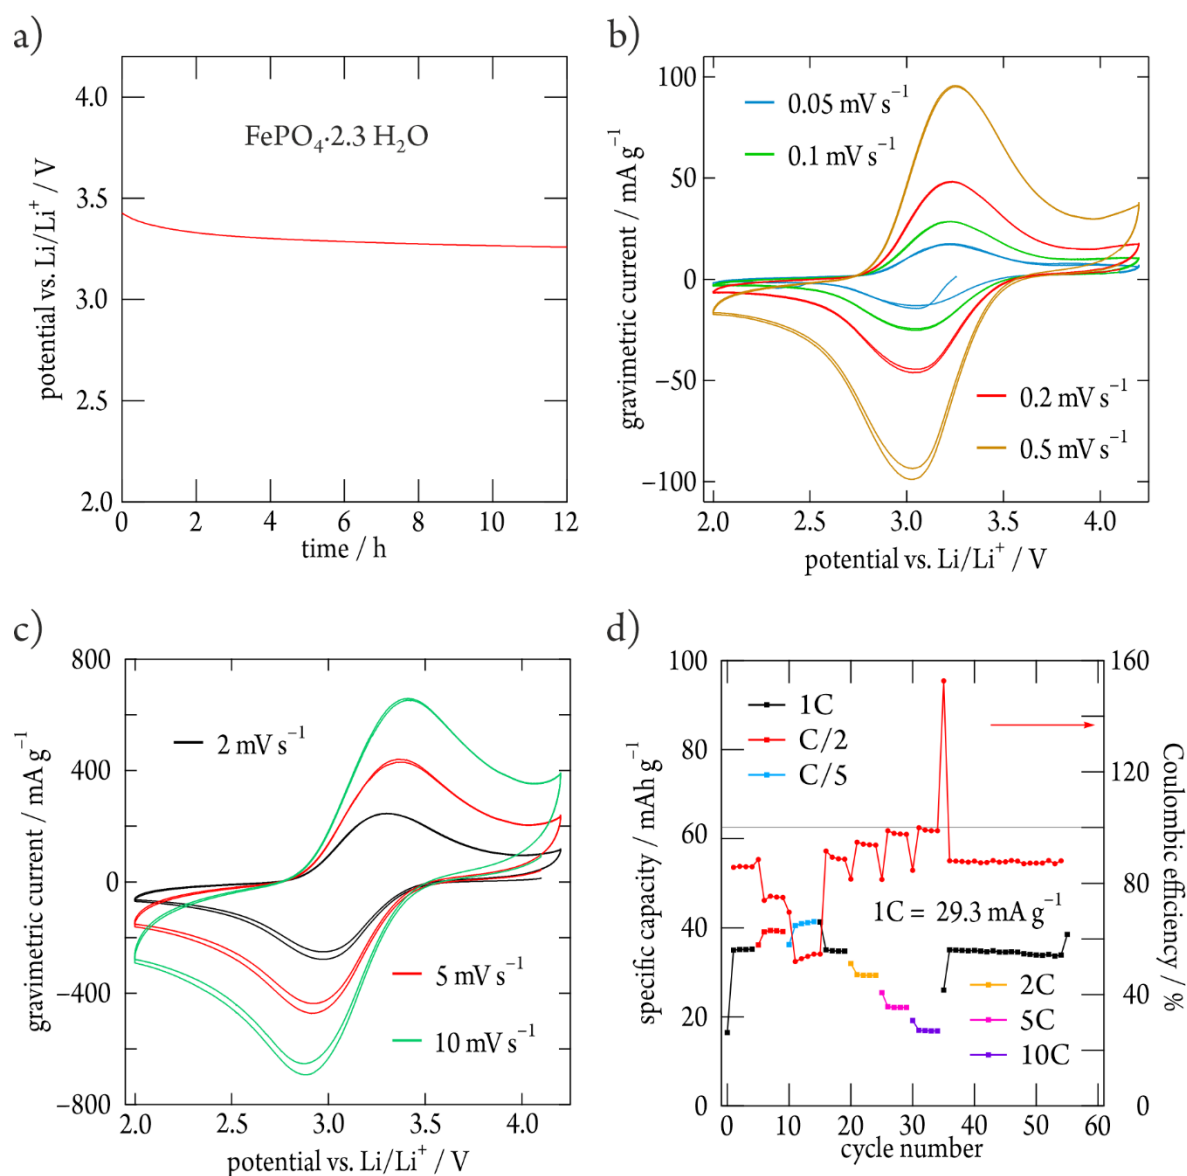 a)
4.0
3.5
3.0
2.5
2.0
0
2
4
6
8
10
12
FePO₄·2.3 H₂O
potential vs. Li/Li⁺ / V
time / h
b)
100
50
0
−50
−100
2.0
2.5
3.0
3.5
4.0
0.05 mV s⁻¹
0.1 mV s⁻¹
0.2 mV s⁻¹
0.5 mV s⁻¹
gravimetric current / mA g⁻¹
potential vs. Li/Li⁺ / V
c)
800
400
0
−400
−800
2.0
2.5
3.0
3.5
4.0
2 mV s⁻¹
5 mV s⁻¹
10 mV s⁻¹
gravimetric current / mA g⁻¹
potential vs. Li/Li⁺ / V
d)
100
80
60
40
20
0
160
120
80
40
0
0
10
20
30
40
50
60
1C
C/2
C/5
1C = 29.3 mA g⁻¹
2C
5C
10C
specific capacity / mAh g⁻¹
Coulombic efficiency / %
cycle number